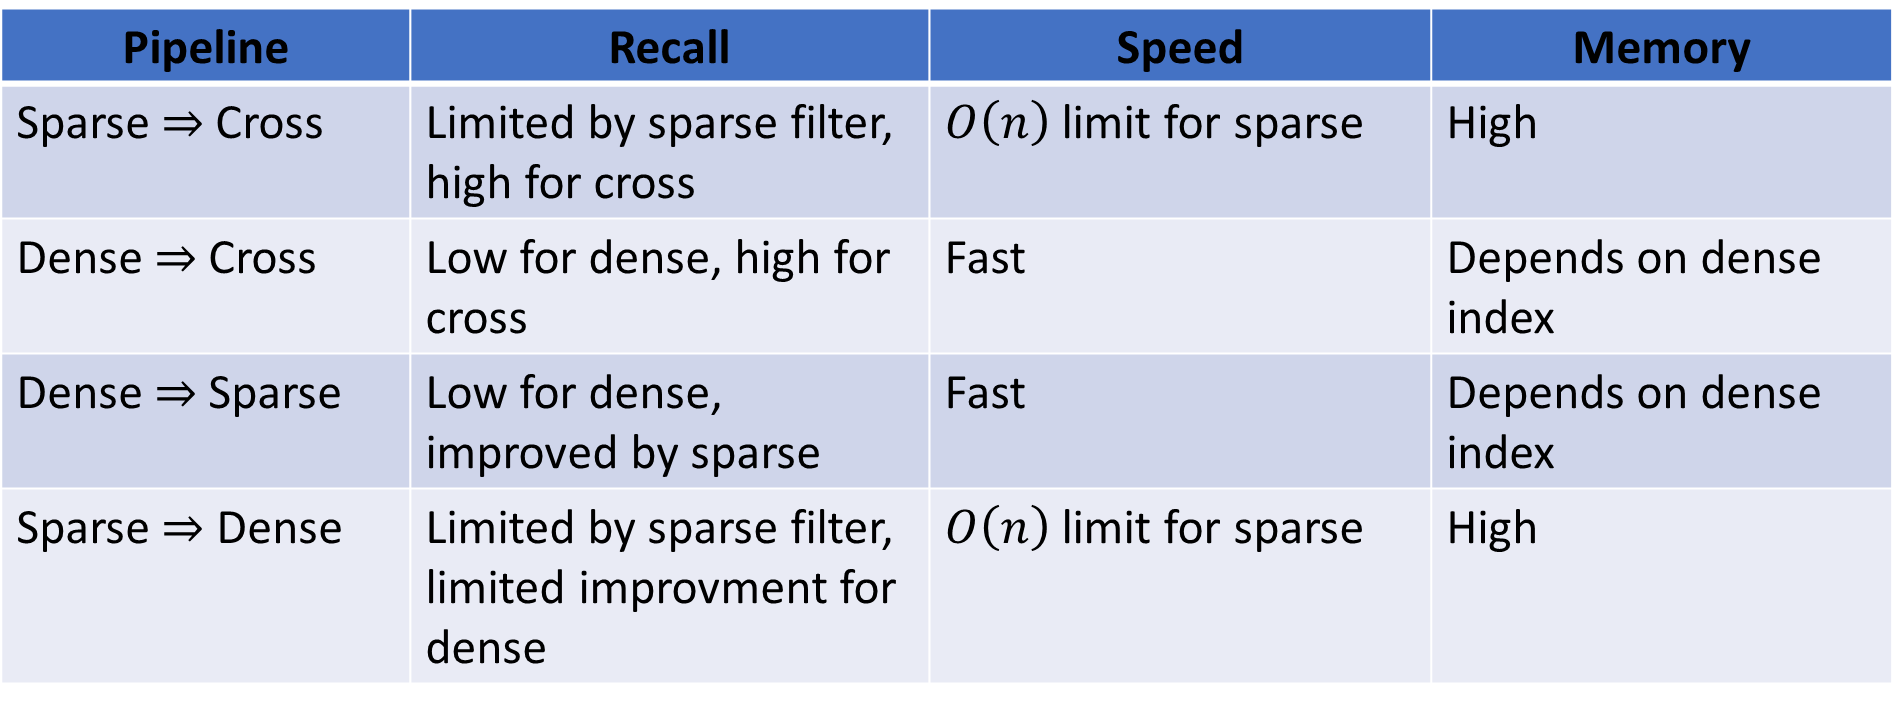 Pipeline Recall Speed Memory
Sparse ⇒ Cross
Limited by sparse filter,
high for cross
O(n) limit for sparse
High
Dense ⇒ Cross
Low for dense, high for
cross
Fast
Depends on dense
index
Dense ⇒ Sparse
Low for dense,
improved by sparse
Fast
Depends on dense
index
Sparse ⇒ Dense
Limited by sparse filter,
limited improvment for
dense
O(n) limit for sparse
High